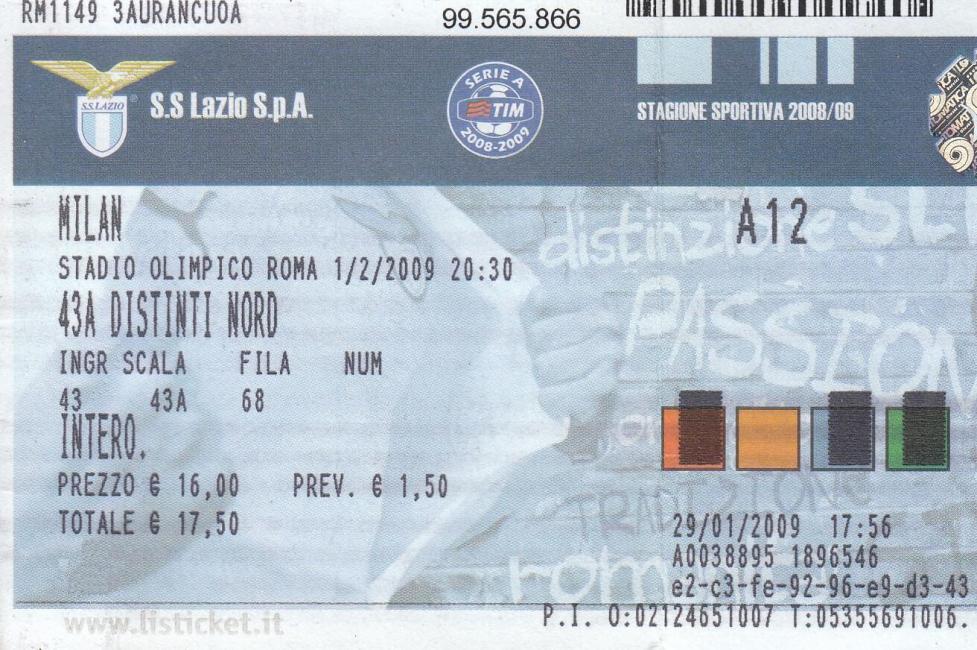 RM1149 3AURANCUOA
99.565.866
S.S.LAZIO
S.S Lazio S.p.A.
SERIE A
TIM
2008-2009
STAGIONE SPORTIVA 2008/09
MILAN
A12
STADIO OLIMPICO ROMA 1/2/2009 20:30
43A DISTINTI NORD
INGR SCALA FILA NUM
43 43A 68
INTERO.
PREZZO € 16,00 PREV. € 1,50
TOTALE € 17,50
distinzione
PASSION
TRADIZIONE
29/01/2009 17:56
A0038895 1896546
e2-c3-fe-92-96-e9-d3-43
P.I. O:02124651007 T:05355691006.
www.listicket.it